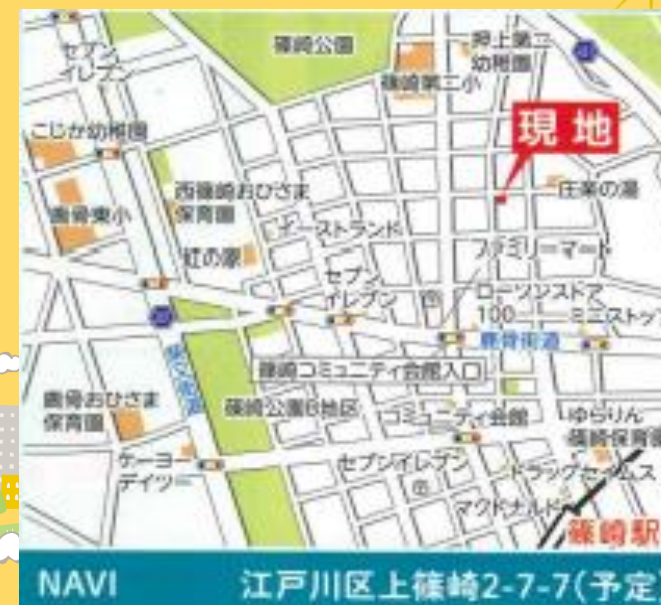 篠崎公園
押上第二
幼稚園
セブン
イレブン
篠崎第二小
現地
こじか幼稚園
西篠崎おひさま
保育園
庄楽の湯
鹿骨東小
イーストランド
紅の家
ファミリーマート
セブン
イレブン
ローソンストア
100
ミニストップ
鹿骨街道
篠崎コミュニティ会館入口
鹿骨おひさま
保育園
篠崎公園B地区
コミュニティ会館
ゆらりん
篠崎保育園
ケーヨー
デイツー
セブンイレブン
ドラッグセイムス
マクドナルド
篠崎駅
NAVI
江戸川区上篠崎2-7-7(予定)